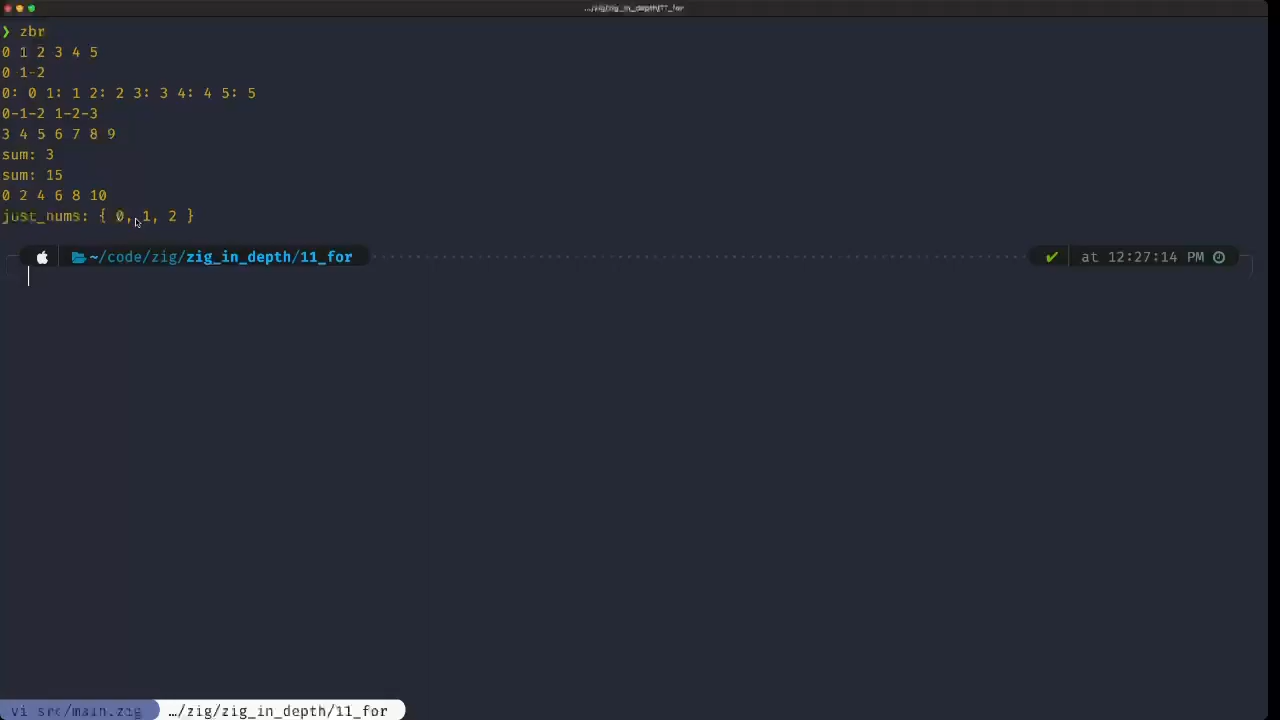 …/zig/zig_in_depth/11_for
❯ zbr
0 1 2 3 4 5
0 1-2
0: 0 1: 1 2: 2 3: 3 4: 4 5: 5
0-1-2 1-2-3
3 4 5 6 7 8 9
sum: 3
sum: 15
0 2 4 6 8 10
just_nums: { 0, 1, 2 }
~/code/zig/zig_in_depth/11_for ✔ at 12:27:14 PM
vi src/main.zig …/zig/zig_in_depth/11_for